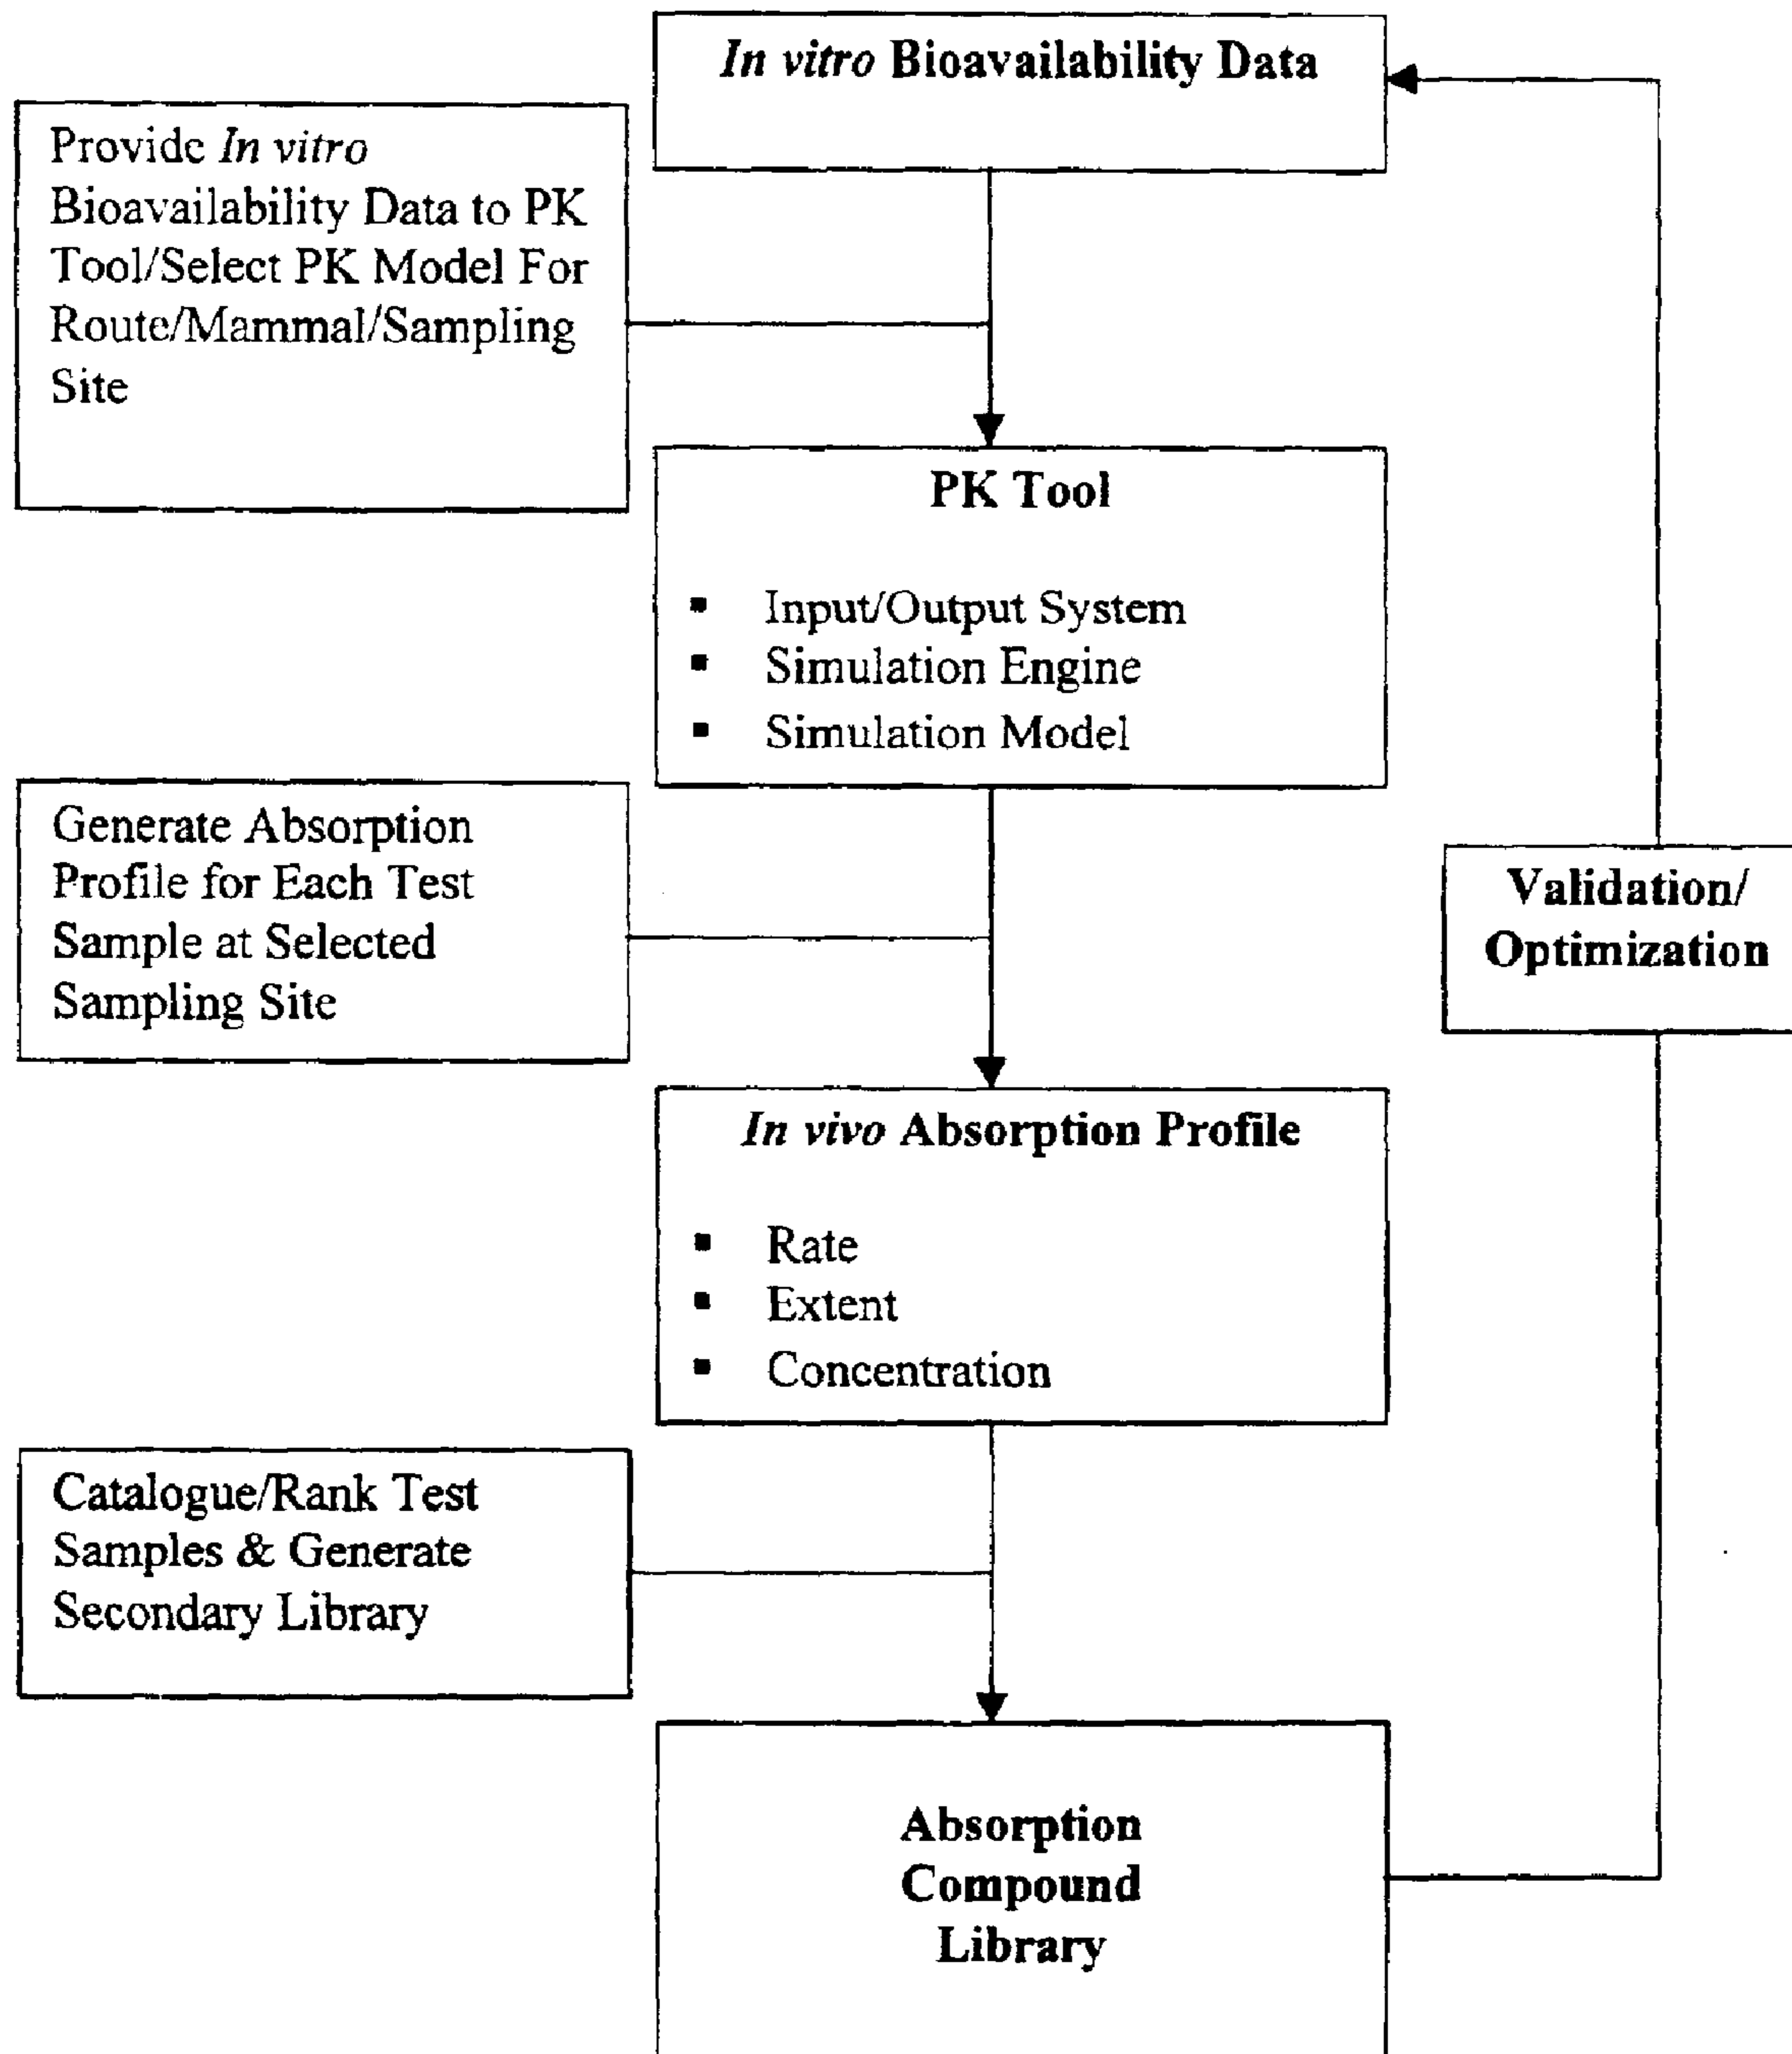 In vitro Bioavailability Data
Provide In vitro
Bioavailability Data to PK
Tool/Select PK Model For
Route/Mammal/Sampling
Site
PK Tool
▪ Input/Output System
▪ Simulation Engine
▪ Simulation Model
Generate Absorption
Profile for Each Test
Sample at Selected
Sampling Site
Validation/
Optimization
In vivo Absorption Profile
▪ Rate
▪ Extent
▪ Concentration
Catalogue/Rank Test
Samples & Generate
Secondary Library
Absorption
Compound
Library